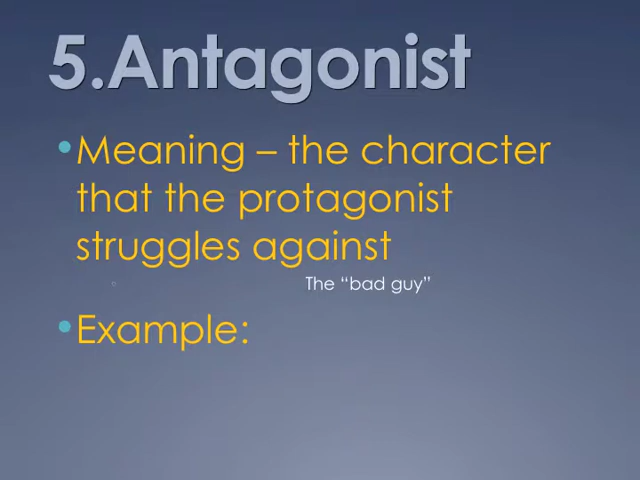 5.Antagonist
•Meaning – the character
that the protagonist
struggles against
◦ The “bad guy”
•Example: